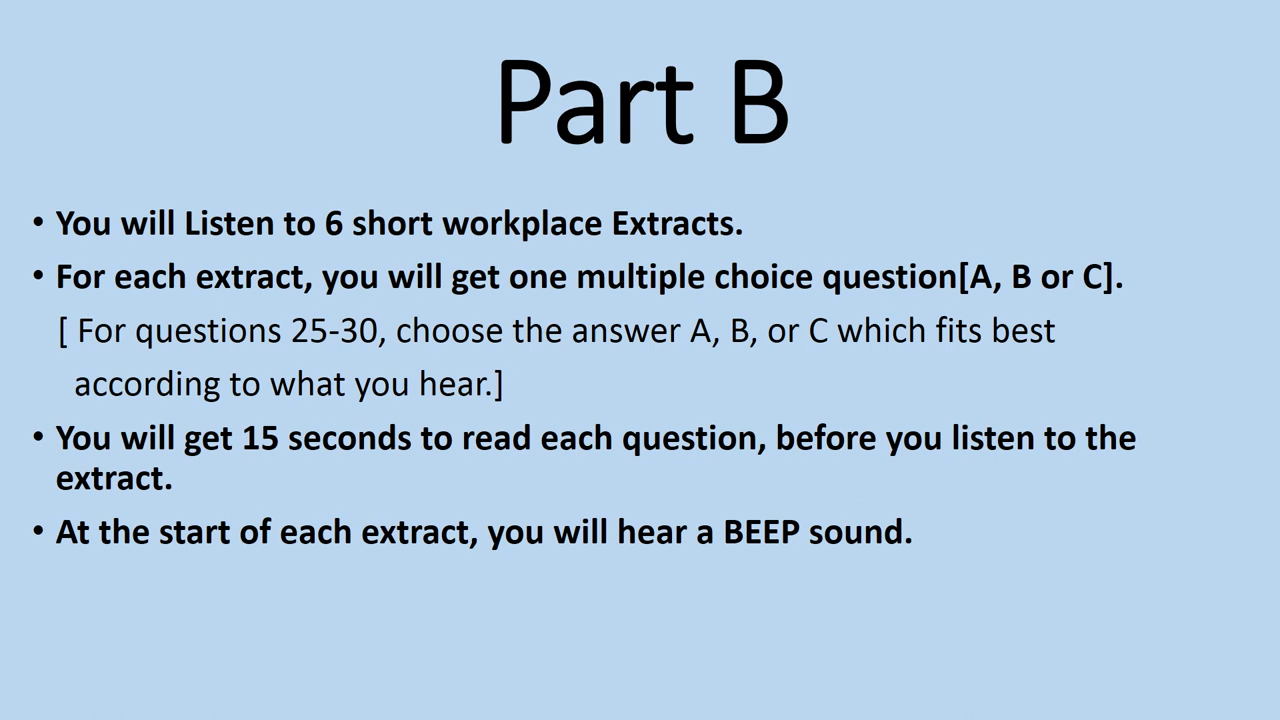 Part B
• You will Listen to 6 short workplace Extracts.
• For each extract, you will get one multiple choice question[A, B or C].
[ For questions 25-30, choose the answer A, B, or C which fits best
according to what you hear.]
• You will get 15 seconds to read each question, before you listen to the
extract.
• At the start of each extract, you will hear a BEEP sound.